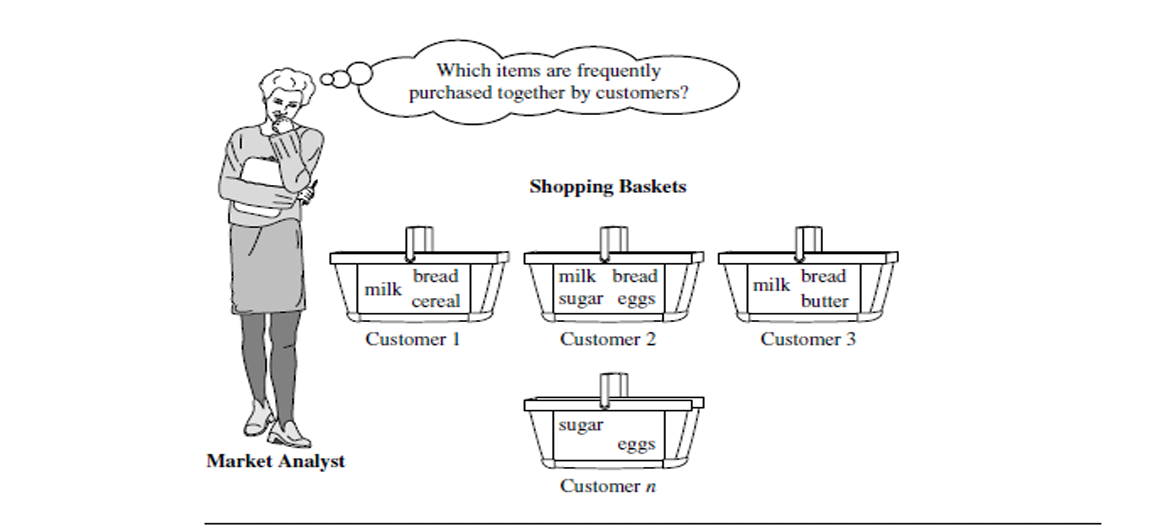 Which items are frequently
purchased together by customers?
Shopping Baskets
milk bread
cereal
Customer 1
milk bread
sugar eggs
Customer 2
milk bread
butter
Customer 3
sugar
eggs
Customer n
Market Analyst